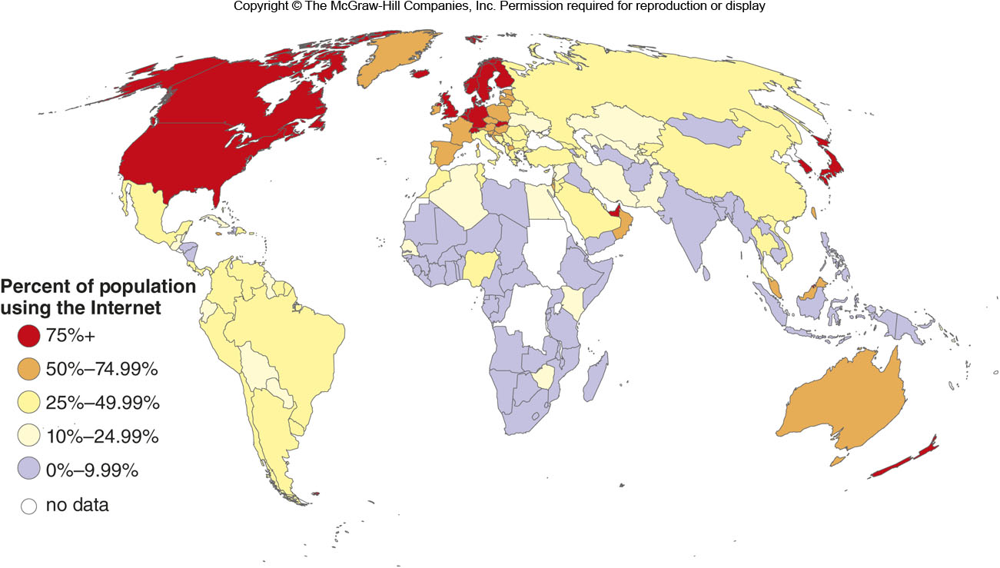 Copyright © The McGraw-Hill Companies, Inc. Permission required for reproduction or display
Percent of population
using the Internet
75%+
50%–74.99%
25%–49.99%
10%–24.99%
0%–9.99%
no data